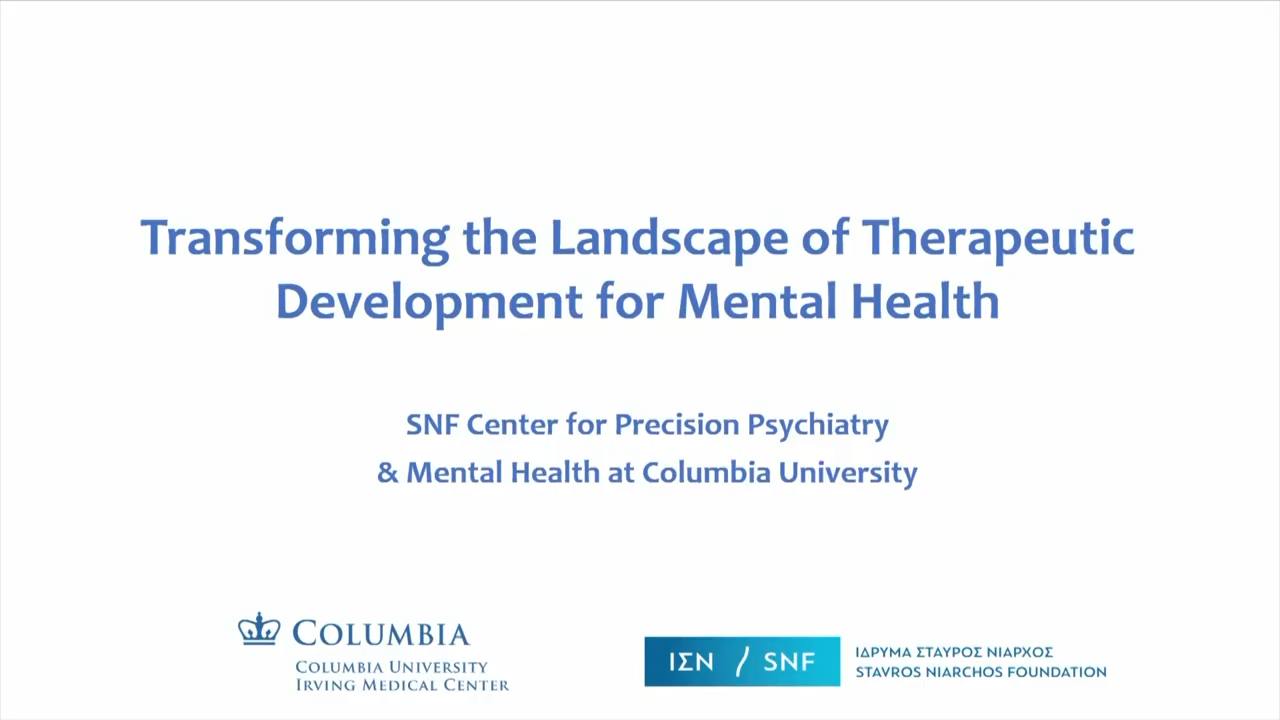 Transforming the Landscape of Therapeutic
Development for Mental Health
SNF Center for Precision Psychiatry
& Mental Health at Columbia University
COLUMBIA
COLUMBIA UNIVERSITY
IRVING MEDICAL CENTER
ΙΣΝ / SNF
ΙΔΡΥΜΑ ΣΤΑΥΡΟΣ ΝΙΑΡΧΟΣ
STAVROS NIARCHOS FOUNDATION